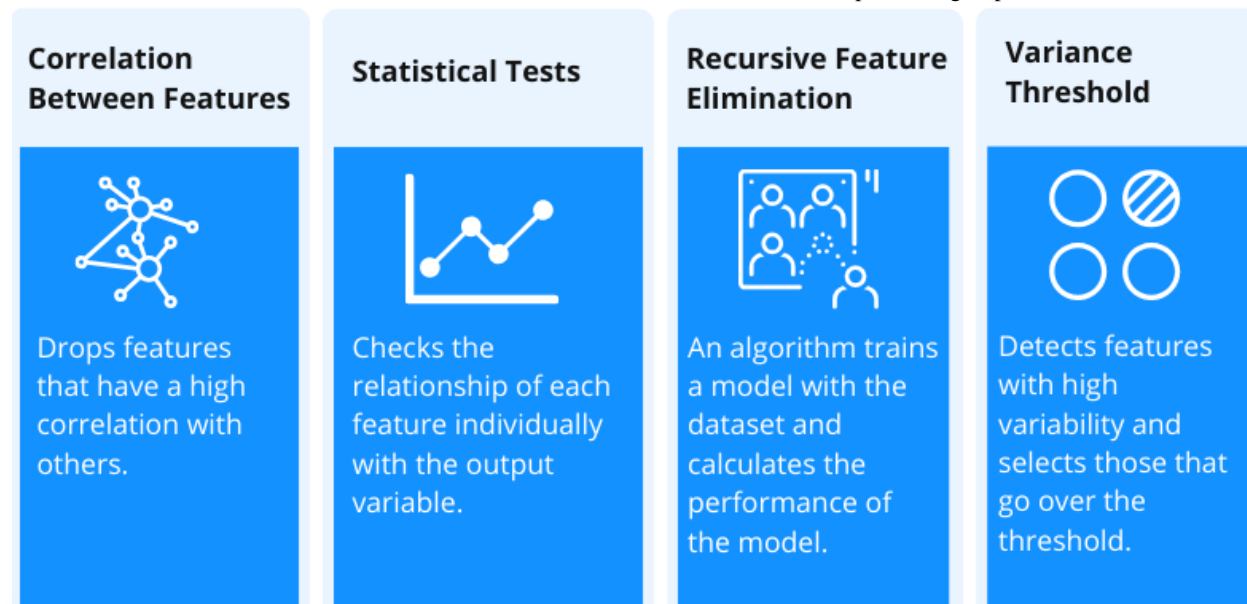 Correlation
Between Features
Drops features
that have a high
correlation with
others.
Statistical Tests
Checks the
relationship of each
feature individually
with the output
variable.
Recursive Feature
Elimination
An algorithm trains
a model with the
dataset and
calculates the
performance of
the model.
Variance
Threshold
Detects features
with high
variability and
selects those that
go over the
threshold.